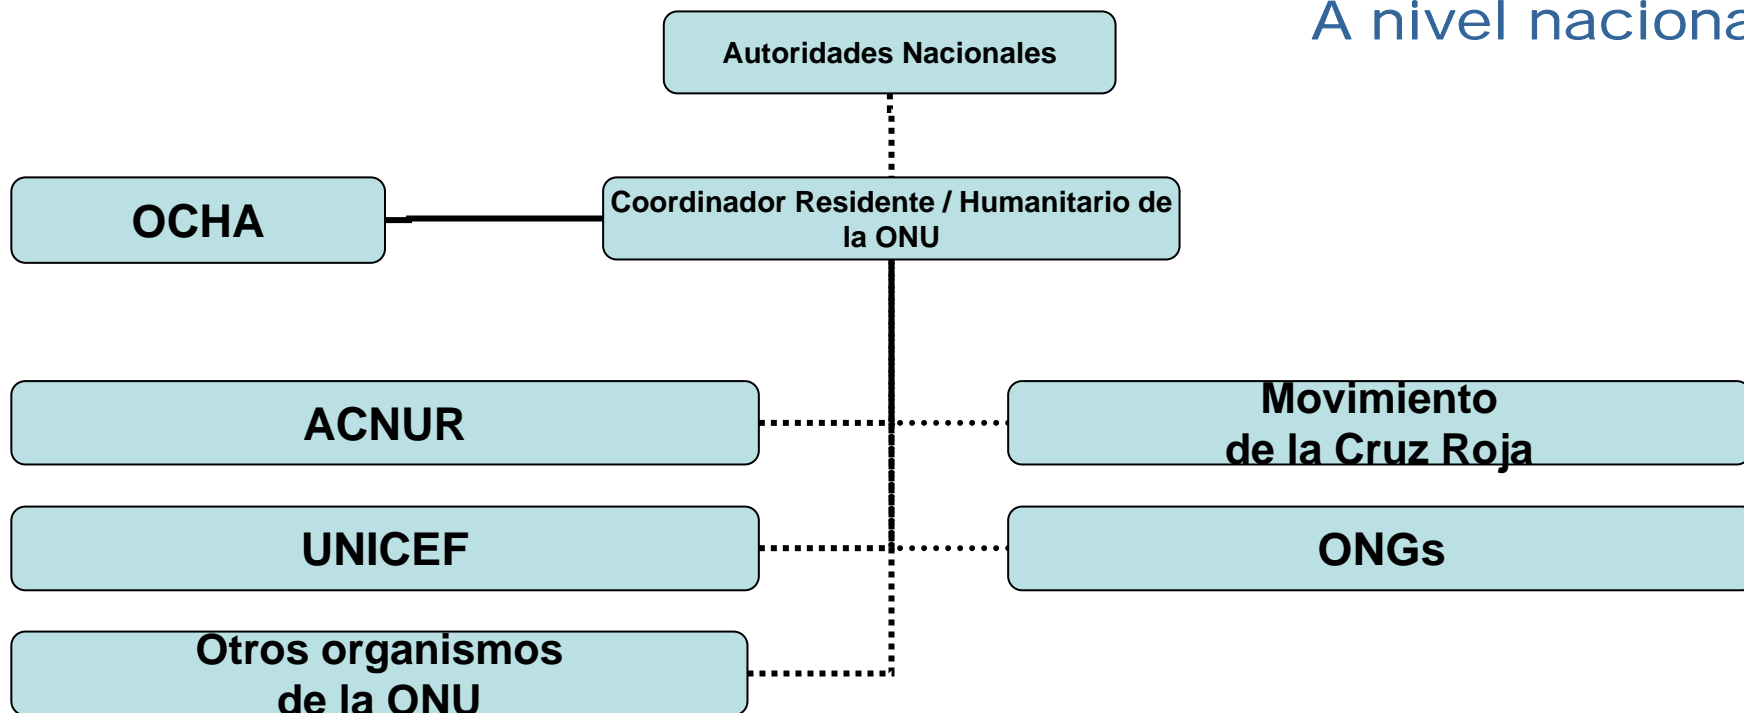 A nivel naciona
Autoridades Nacionales
OCHA
Coordinador Residente / Humanitario de
la ONU
ACNUR
Movimiento
de la Cruz Roja
UNICEF
ONGs
Otros organismos
de la ONU